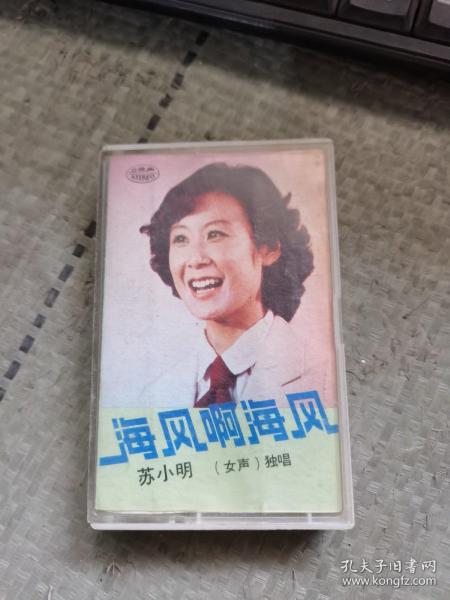 STEREO
海风啊海风
苏小明 （女声）独唱
孔夫子旧书网
www.kongfz.com